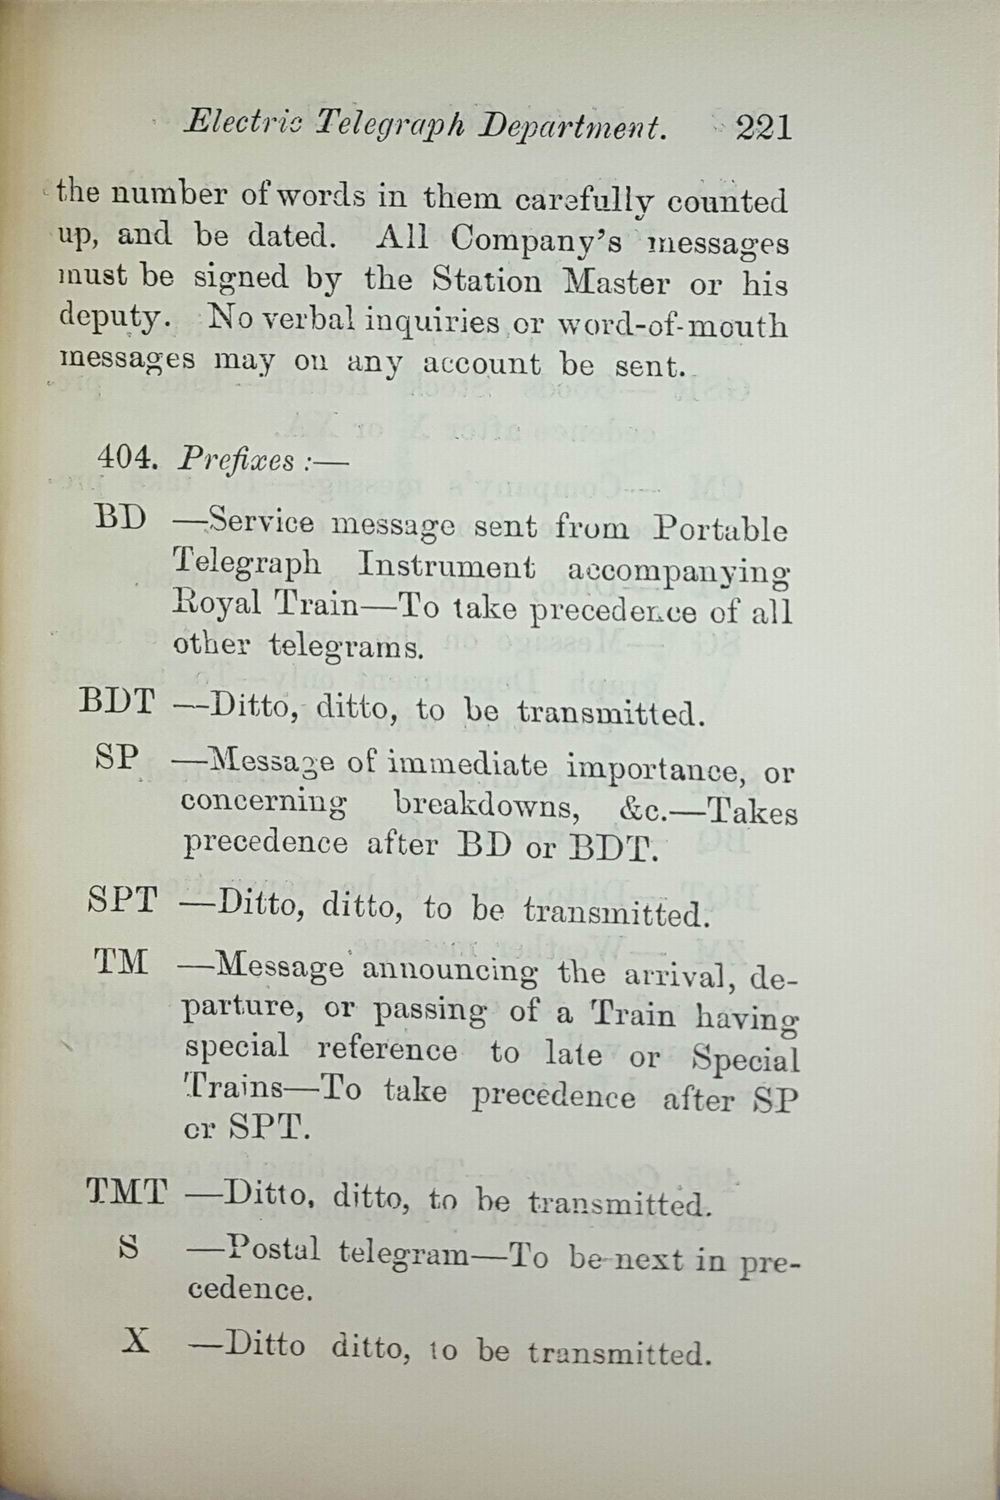 Electric Telegraph Department. 221
the number of words in them carefully counted
up, and be dated. All Company's messages
must be signed by the Station Master or his
deputy. No verbal inquiries or word-of-mouth
messages may on any account be sent.
404. Prefixes :—
BD —Service message sent from Portable
Telegraph Instrument accompanying
Royal Train—To take precedence of all
other telegrams.
BDT —Ditto, ditto, to be transmitted.
SP —Message of immediate importance, or
concerning breakdowns, &c.—Takes
precedence after BD or BDT.
SPT —Ditto, ditto, to be transmitted.
TM —Message announcing the arrival, de-
parture, or passing of a Train having
special reference to late or Special
Trains—To take precedence after SP
or SPT.
TMT —Ditto, ditto, to be transmitted.
S —Postal telegram—To be next in pre-
cedence.
X —Ditto ditto, to be transmitted.